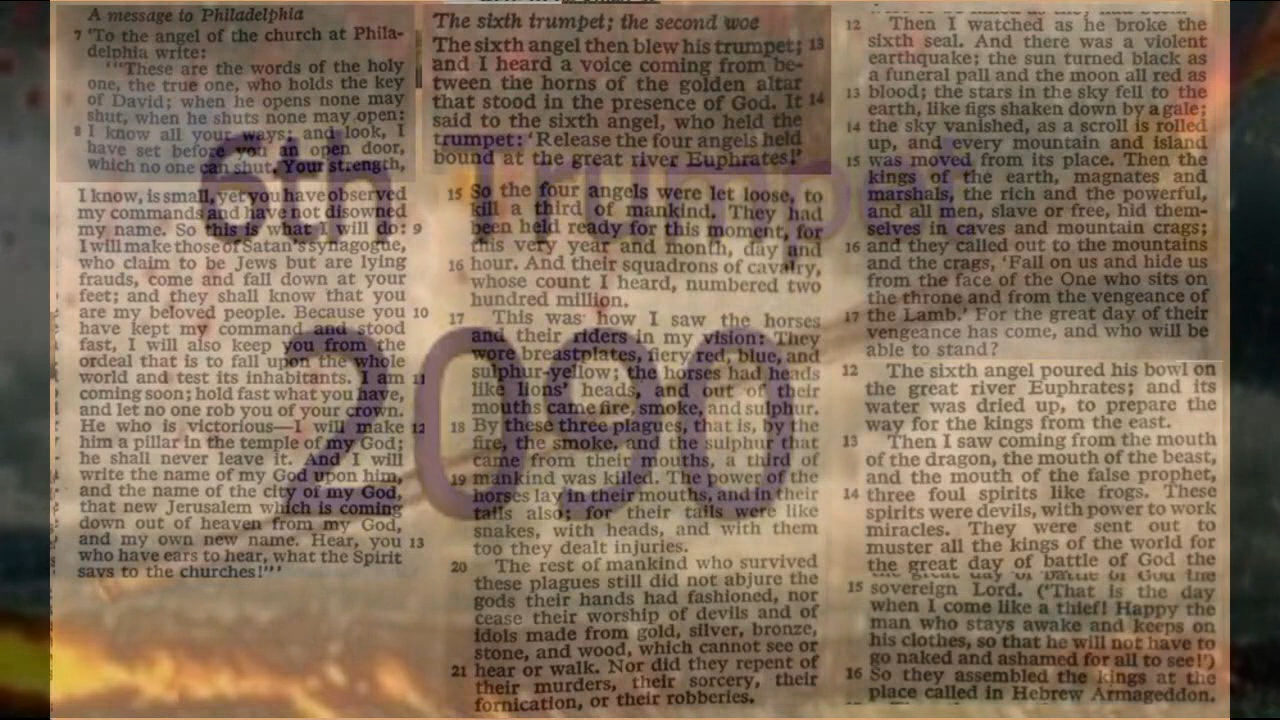 A message to Philadelphia
7 'To the angel of the church at Phila-
delphia write:
'"These are the words of the holy
one, the true one, who holds the key
of David; when he opens none may
shut, when he shuts none may open:
8 I know all your ways; and look, I
have set before you an open door,
which no one can shut. Your strength,
I know, is small, yet you have observed
my commands and have not disowned
my name. So this is what I will do: 9
I will make those of Satan's synagogue,
who claim to be Jews but are lying
frauds, come and fall down at your
feet; and they shall know that you
are my beloved people. Because you 10
have kept my command and stood
fast, I will also keep you from the
ordeal that is to fall upon the whole
world and test its inhabitants. I am 11
coming soon; hold fast what you have,
and let no one rob you of your crown.
He who is victorious—I will make 12
him a pillar in the temple of my God;
he shall never leave it. And I will
write the name of my God upon him,
and the name of the city of my God,
that new Jerusalem which is coming
down out of heaven from my God,
and my own new name. Hear, you 13
who have ears to hear, what the Spirit
says to the churches!"'
The sixth trumpet; the second woe
The sixth angel then blew his trumpet; 13
and I heard a voice coming from be-
tween the horns of the golden altar
that stood in the presence of God. It 14
said to the sixth angel, who held the
trumpet: 'Release the four angels held
bound at the great river Euphrates!'
15 So the four angels were let loose, to
kill a third of mankind. They had
been held ready for this moment, for
this very year and month, day and
16 hour. And their squadrons of cavalry,
whose count I heard, numbered two
hundred million.
17 This was how I saw the horses
and their riders in my vision: They
wore breastplates, fiery red, blue, and
sulphur-yellow; the horses had heads
like lions' heads, and out of their
mouths came fire, smoke, and sulphur.
18 By these three plagues, that is, by the
fire, the smoke, and the sulphur that
came from their mouths, a third of
19 mankind was killed. The power of the
horses lay in their mouths, and in their
tails also; for their tails were like
snakes, with heads, and with them
too they dealt injuries.
20 The rest of mankind who survived
these plagues still did not abjure the
gods their hands had fashioned, nor
cease their worship of devils and of
idols made from gold, silver, bronze,
stone, and wood, which cannot see or
21 hear or walk. Nor did they repent of
their murders, their sorcery, their
fornication, or their robberies.
12 Then I watched as he broke the
sixth seal. And there was a violent
earthquake; the sun turned black as
a funeral pall and the moon all red as
13 blood; the stars in the sky fell to the
earth, like figs shaken down by a gale;
14 the sky vanished, as a scroll is rolled
up, and every mountain and island
15 was moved from its place. Then the
kings of the earth, magnates and
marshals, the rich and the powerful,
and all men, slave or free, hid them-
selves in caves and mountain crags;
16 and they called out to the mountains
and the crags, 'Fall on us and hide us
from the face of the One who sits on
the throne and from the vengeance of
17 the Lamb.' For the great day of their
vengeance has come, and who will be
able to stand?
12 The sixth angel poured his bowl on
the great river Euphrates; and its
water was dried up, to prepare the
way for the kings from the east.
13 Then I saw coming from the mouth
of the dragon, the mouth of the beast,
and the mouth of the false prophet,
14 three foul spirits like frogs. These
spirits were devils, with power to work
miracles. They were sent out to
muster all the kings of the world for
the great day of battle of God the
the great day of battle of God the
15 sovereign Lord. ('That is the day
when I come like a thief! Happy the
man who stays awake and keeps on
his clothes, so that he will not have to
go naked and ashamed for all to see!')
16 So they assembled the kings at the
place called in Hebrew Armageddon.
6th Trumpet
2090